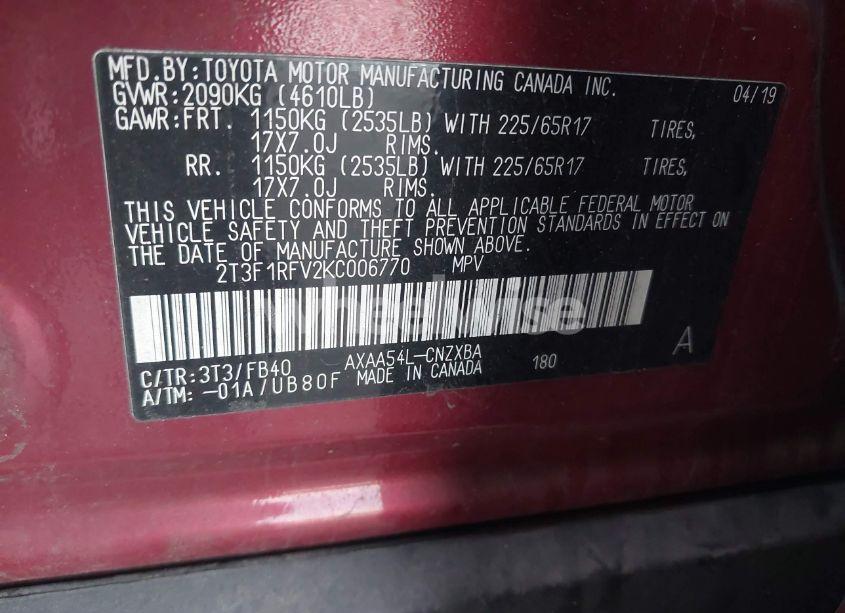 MFD.BY:TOYOTA MOTOR MANUFACTURING CANADA INC. 04/19
GVWR:2090KG (4610LB)
GAWR:FRT. 1150KG (2535LB) WITH 225/65R17 TIRES,
17X7.0J RIMS.
RR. 1150KG (2535LB) WITH 225/65R17 TIRES,
17X7.0J RIMS.
THIS VEHICLE CONFORMS TO ALL APPLICABLE FEDERAL MOTOR
VEHICLE SAFETY AND THEFT PREVENTION STANDARDS IN EFFECT ON
THE DATE OF MANUFACTURE SHOWN ABOVE.
2T3F1RFV2KC006770 MPV
WheelWise
C/TR:3T3/FB40 AXAA54L-CNZXBA 180 A
A/TM:-01A/UB80F MADE IN CANADA